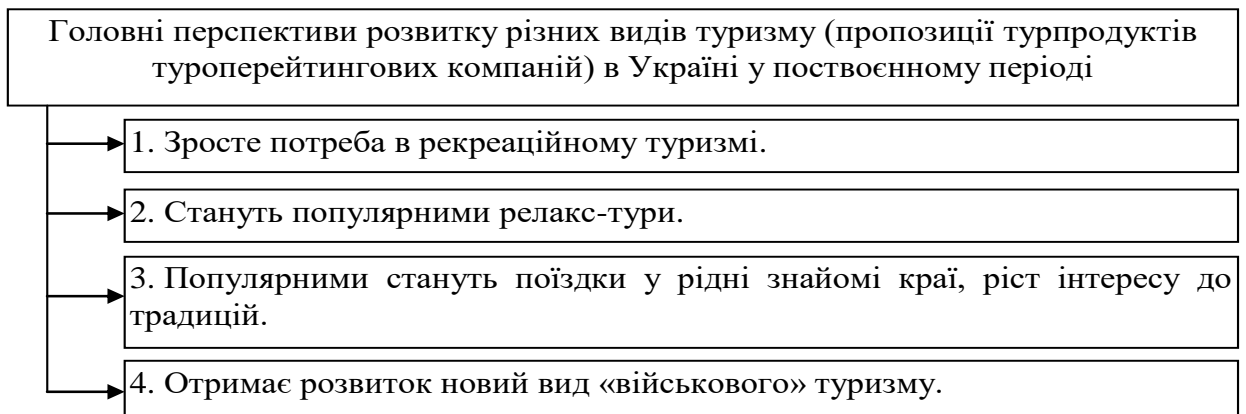 Головні перспективи розвитку різних видів туризму (пропозиції турпродуктів
туроперейтингових компаній) в Україні у поствоєнному періоді
1. Зросте потреба в рекреаційному туризмі.
2. Стануть популярними релакс-тури.
3. Популярними стануть поїздки у рідні знайомі краї, ріст інтересу до
традицій.
4. Отримає розвиток новий вид «військового» туризму.